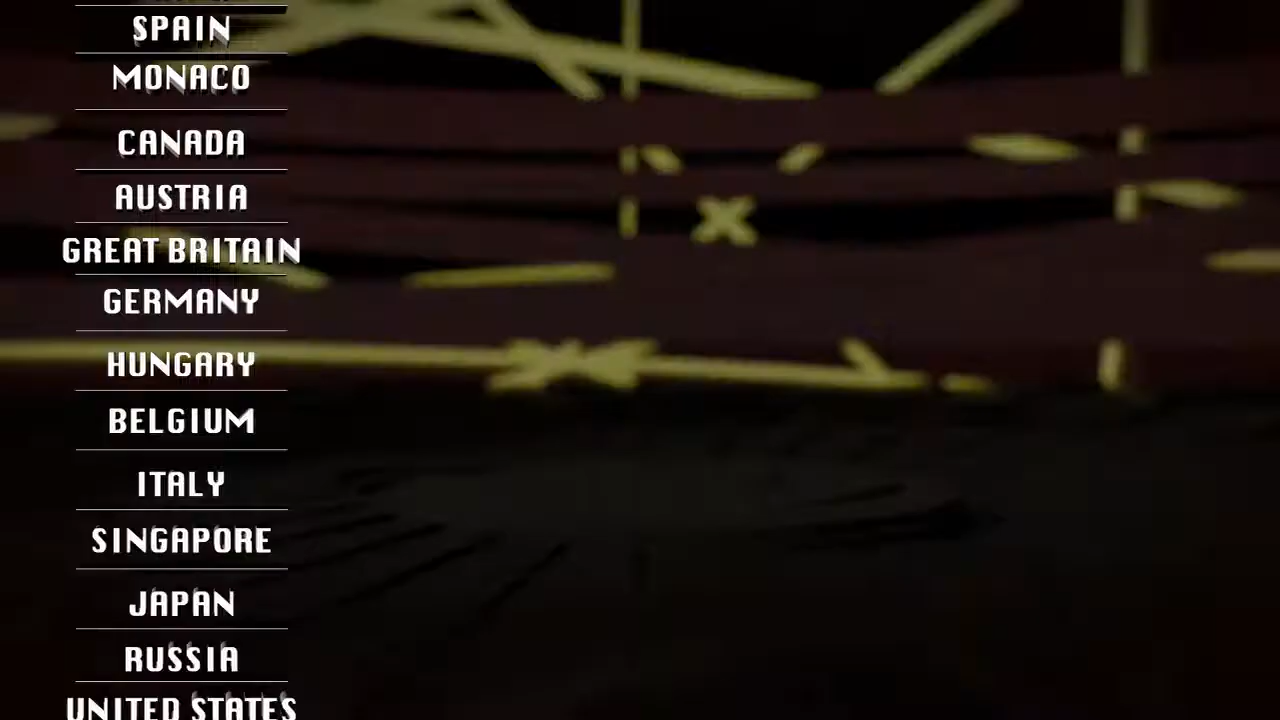 SPAIN
MONACO
CANADA
AUSTRIA
GREAT BRITAIN
GERMANY
HUNGARY
BELGIUM
ITALY
SINGAPORE
JAPAN
RUSSIA
UNITED STATES